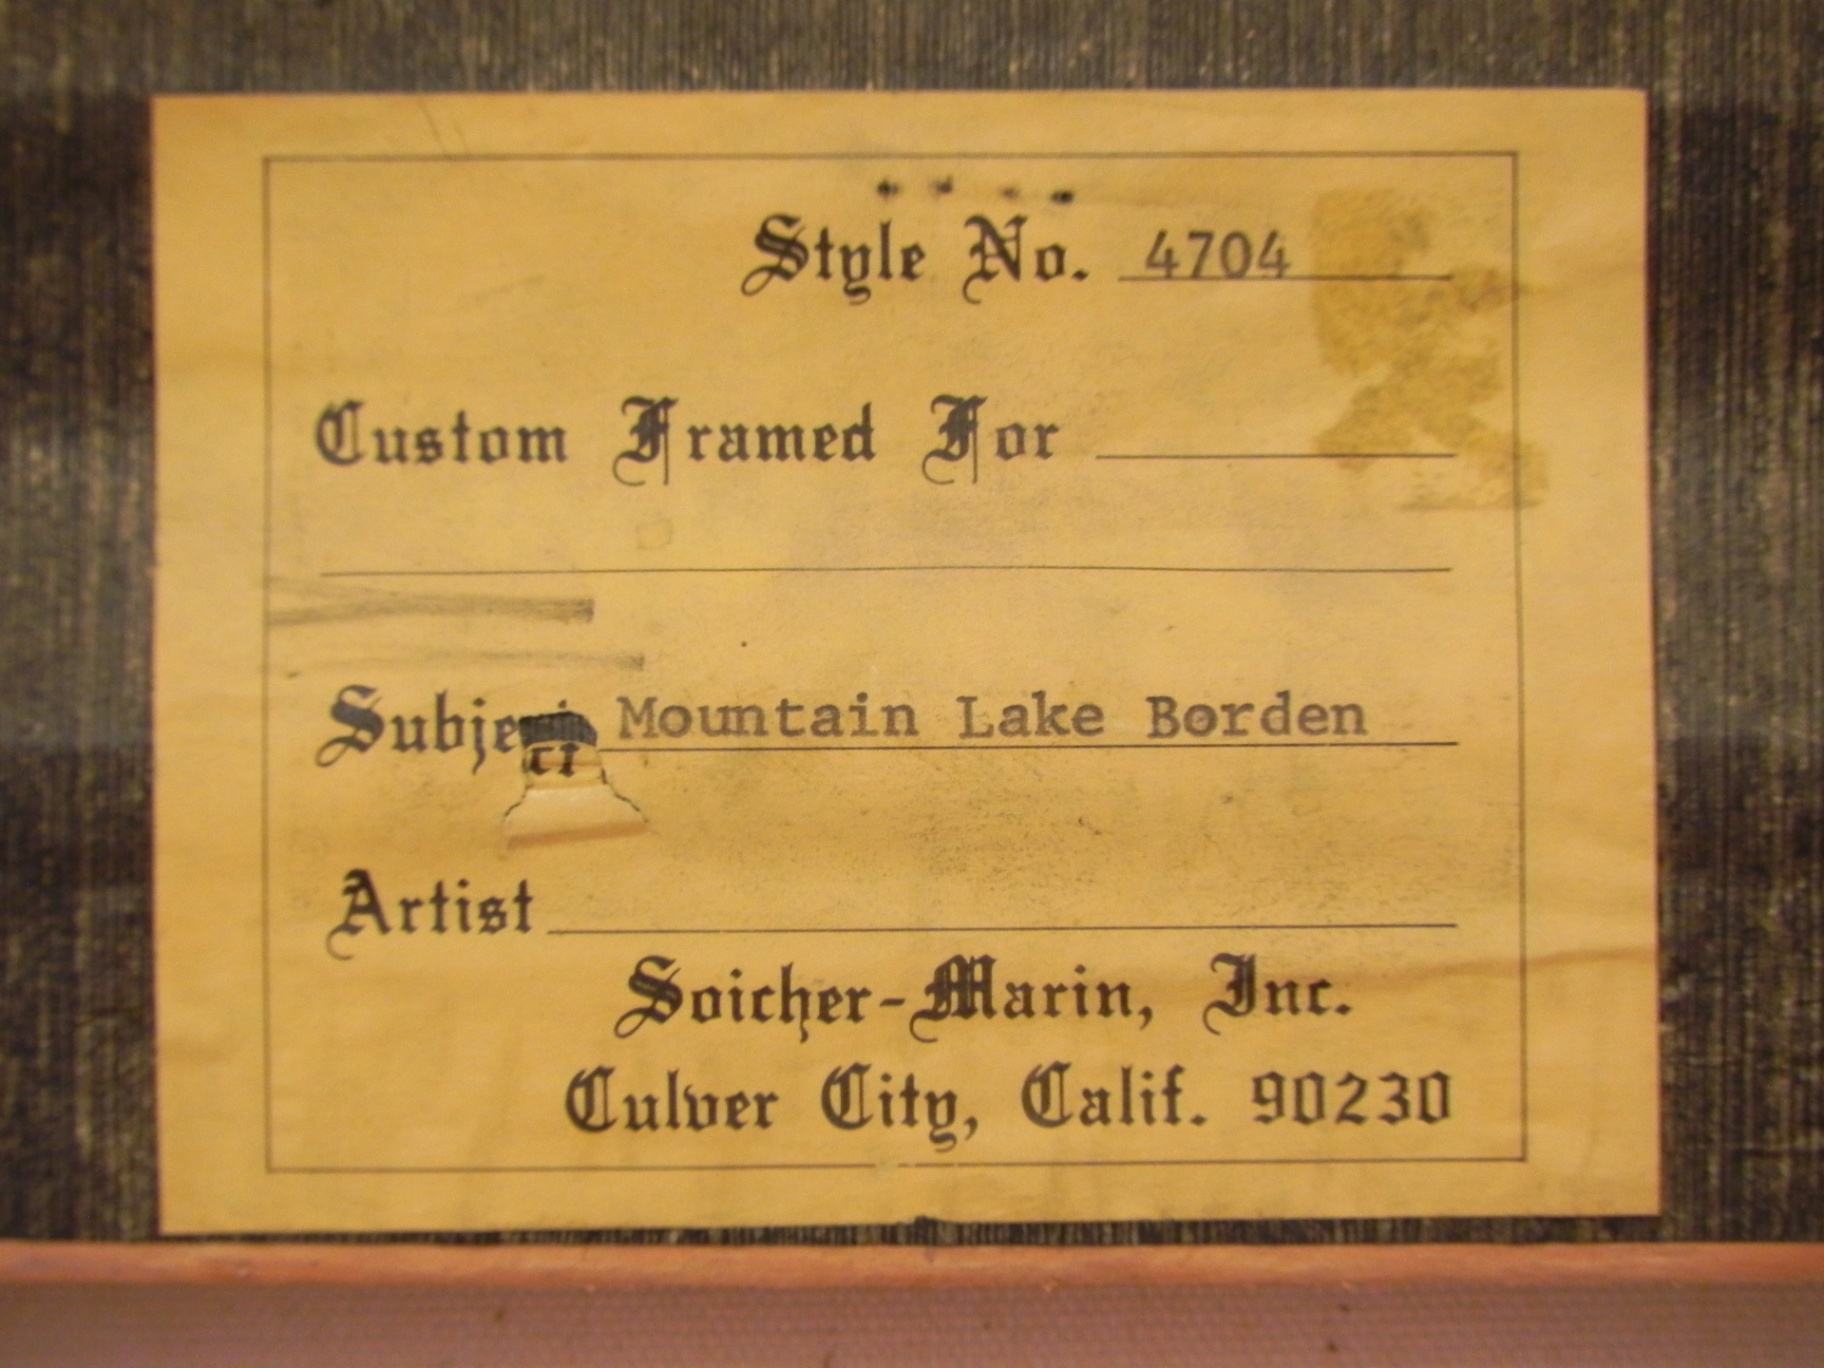 Style No. 4704
Custom Framed For
Subject Mountain Lake Borden
Artist
Soicher-Marin, Inc.
Culver City, Calif. 90230